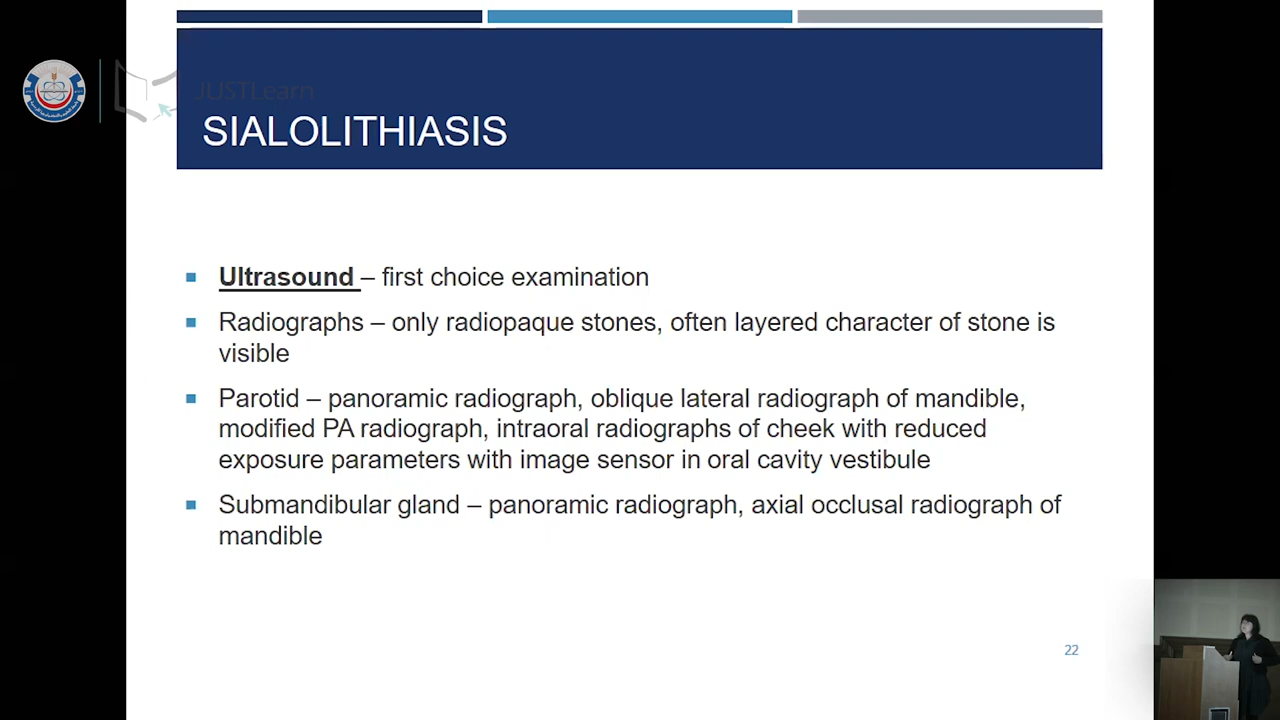 JUSTLearn
SIALOLITHIASIS
▪ Ultrasound – first choice examination
▪ Radiographs – only radiopaque stones, often layered character of stone is
visible
▪ Parotid – panoramic radiograph, oblique lateral radiograph of mandible,
modified PA radiograph, intraoral radiographs of cheek with reduced
exposure parameters with image sensor in oral cavity vestibule
▪ Submandibular gland – panoramic radiograph, axial occlusal radiograph of
mandible
22